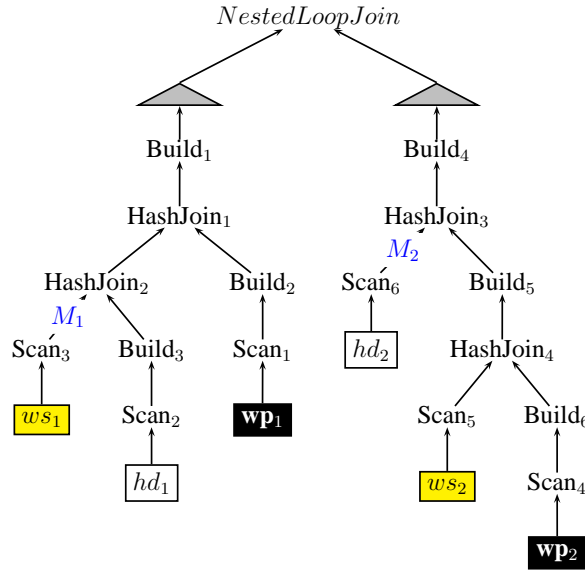 NestedLoopJoin
Build₁ Build₄
HashJoin₁ HashJoin₃
M₂
HashJoin₂ Build₂ Scan₆ Build₅
M₁
Scan₃ Build₃ Scan₁ hd₂ HashJoin₄
ws₁ Scan₂ wp₁ Scan₅ Build₆
hd₁ ws₂ Scan₄
wp₂